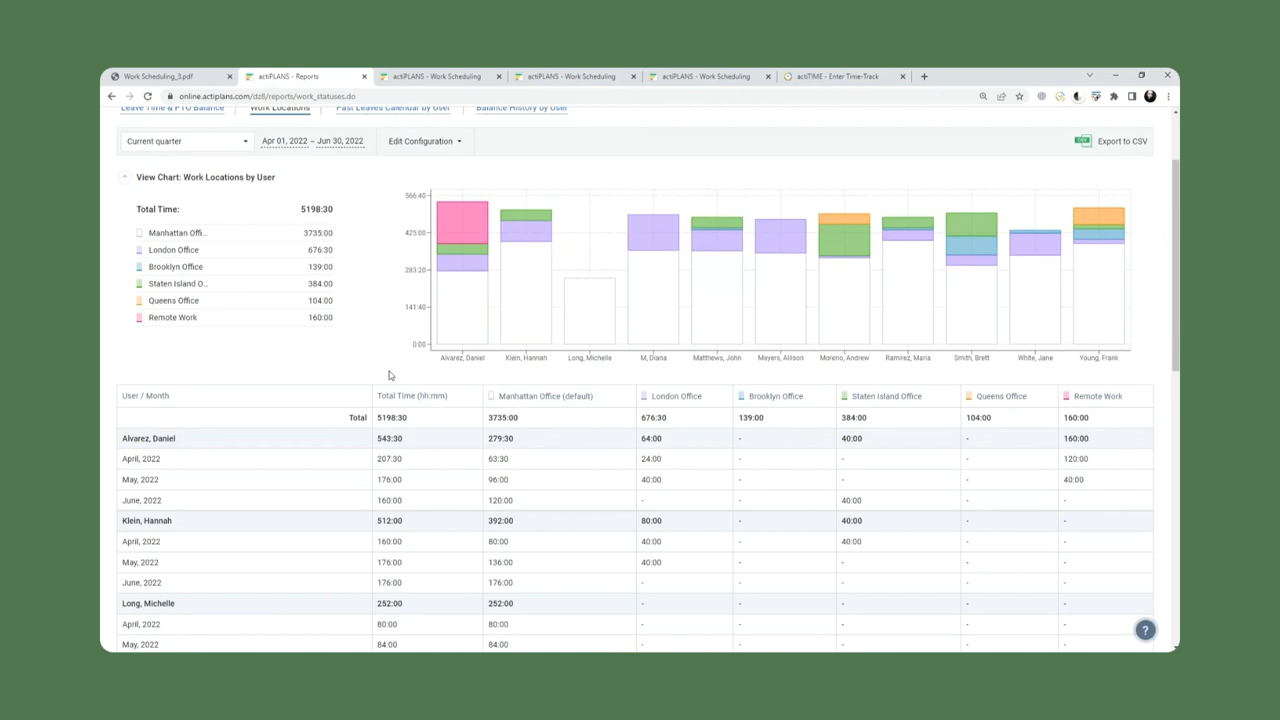 Work Scheduling_3.pdf actiPLANS - Reports actiPLANS - Work Scheduling actiPLANS - Work Scheduling actiPLANS - Work Scheduling actiTIME - Enter Time-Track
online.actiplans.com/dz8/reports/work_statuses.do
Leave Time & PTO Balance Work Locations Past Leaves Calendar by User Balance History by User
Current quarter Apr 01, 2022 – Jun 30, 2022 Edit Configuration CSV Export to CSV
View Chart: Work Locations by User
Total Time: 5198:30
Manhattan Offi... 3735:00
London Office 676:30
Brooklyn Office 139:00
Staten Island O... 384:00
Queens Office 104:00
Remote Work 160:00
566:40
425:00
283:20
141:40
0:00
Alvarez, Daniel Klein, Hannah Long, Michelle M, Diana Matthews, John Meyers, Allison Moreno, Andrew Ramirez, Maria Smith, Brett White, Jane Young, Frank
User / Month Total Time (hh:mm) Manhattan Office (default) London Office Brooklyn Office Staten Island Office Queens Office Remote Work
Total 5198:30 3735:00 676:30 139:00 384:00 104:00 160:00
Alvarez, Daniel 543:30 279:30 64:00 - 40:00 - 160:00
April, 2022 207:30 63:30 24:00 - - - 120:00
May, 2022 176:00 96:00 40:00 - - - 40:00
June, 2022 160:00 120:00 - - 40:00 - -
Klein, Hannah 512:00 392:00 80:00 - 40:00 - -
April, 2022 160:00 80:00 40:00 - 40:00 - -
May, 2022 176:00 136:00 40:00 - - - -
June, 2022 176:00 176:00 - - - - -
Long, Michelle 252:00 252:00 - - - - -
April, 2022 80:00 80:00 - - - - -
May, 2022 84:00 84:00 - - - - -
?